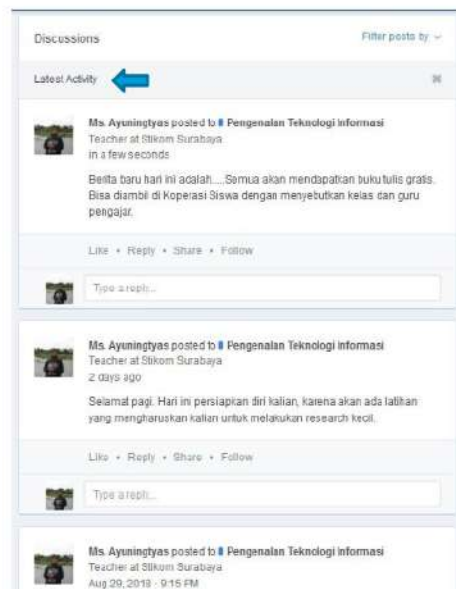 Discussions
Filter posts by
Latest Activity
Ms. Ayuningtyas posted to Pengenalan Teknologi Informasi
Teacher at Stikom Surabaya
in a few seconds
Berita baru hari ini adalah....Semua akan mendapatkan buku tulis gratis.
Bisa diambil di Koperasi Siswa dengan menyebutkan kelas dan guru
pengajar.
Like • Reply • Share • Follow
Type a reply...
Ms. Ayuningtyas posted to Pengenalan Teknologi Informasi
Teacher at Stikom Surabaya
2 days ago
Selamat pagi. Hari ini persiapkan diri kalian, karena akan ada latihan
yang mengharuskan kalian untuk melakukan research kecil.
Like • Reply • Share • Follow
Type a reply...
Ms. Ayuningtyas posted to Pengenalan Teknologi Informasi
Teacher at Stikom Surabaya
Aug 29, 2018 - 9:15 PM